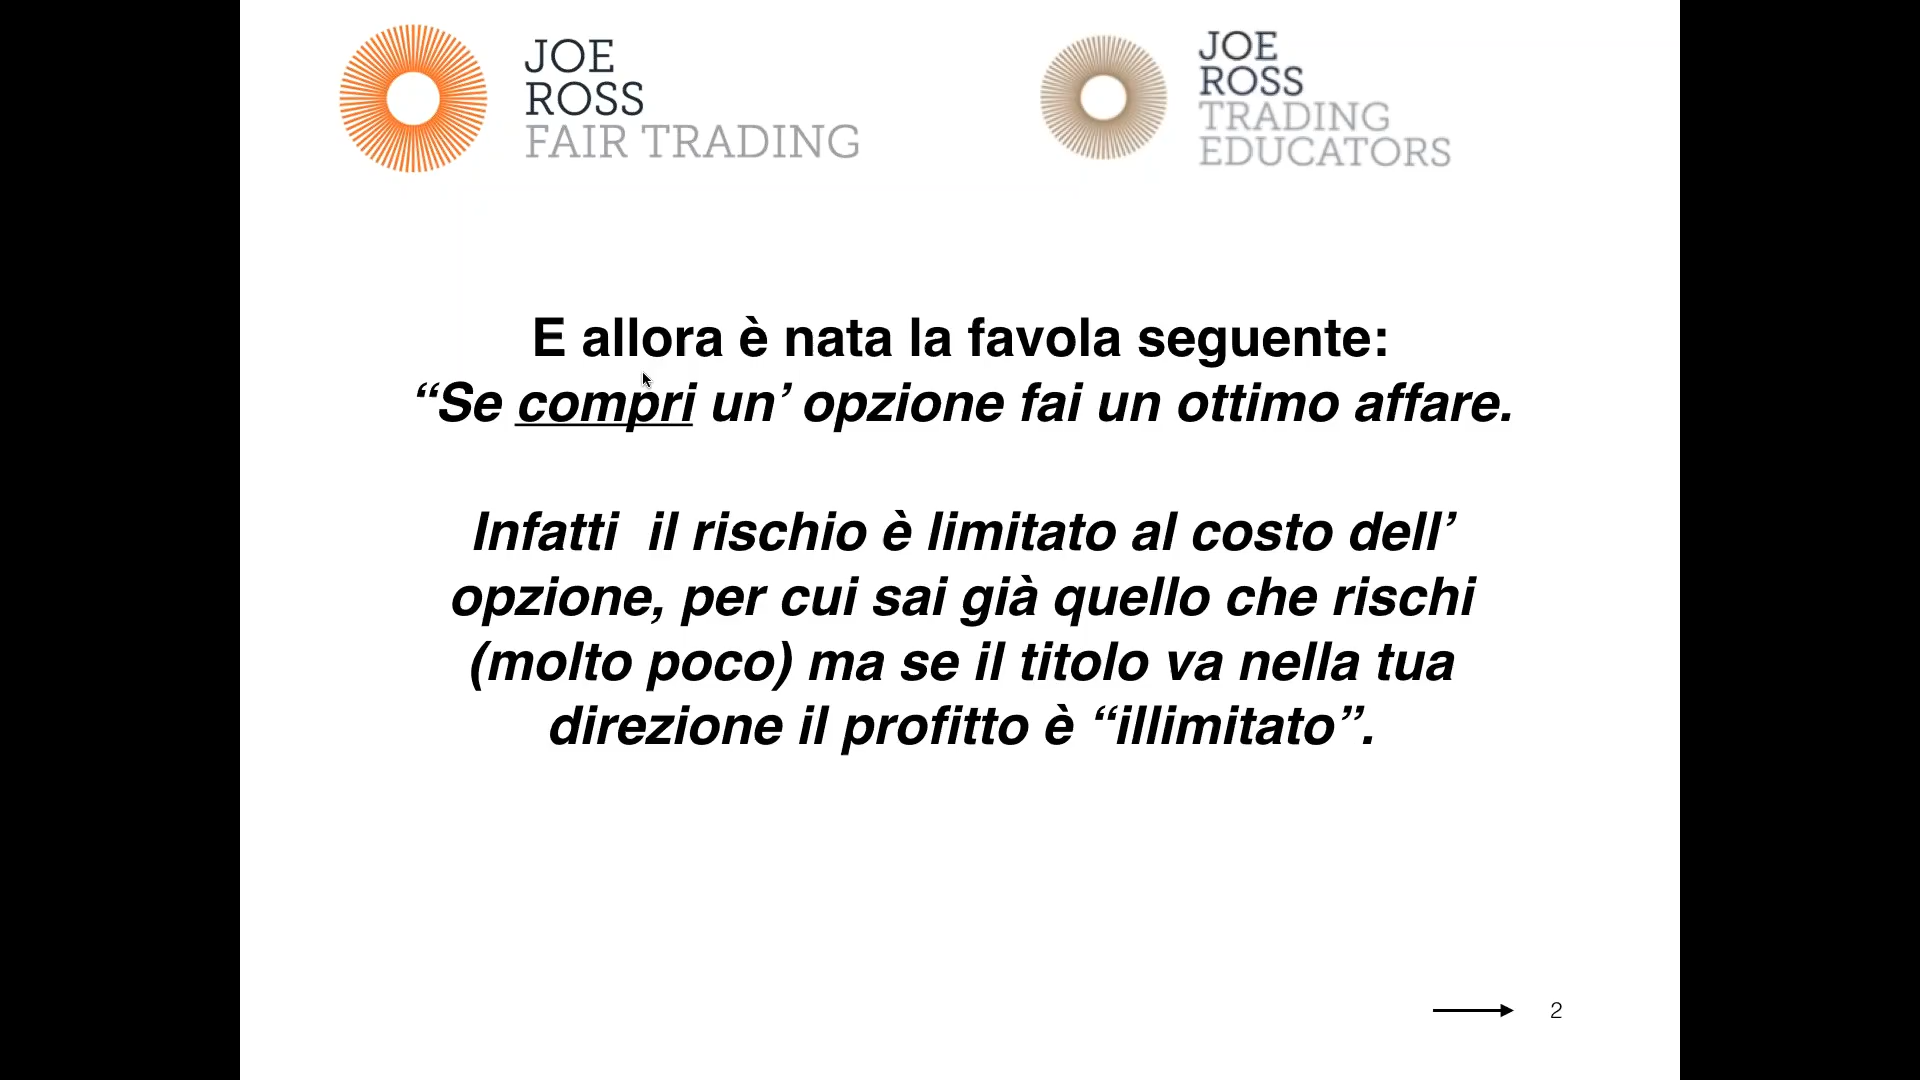 JOE
ROSS
FAIR TRADING
JOE
ROSS
TRADING
EDUCATORS
E allora è nata la favola seguente:
“Se compri un’ opzione fai un ottimo affare.
Infatti  il rischio è limitato al costo dell’
opzione, per cui sai già quello che rischi
(molto poco) ma se il titolo va nella tua
direzione il profitto è “illimitato”.
2